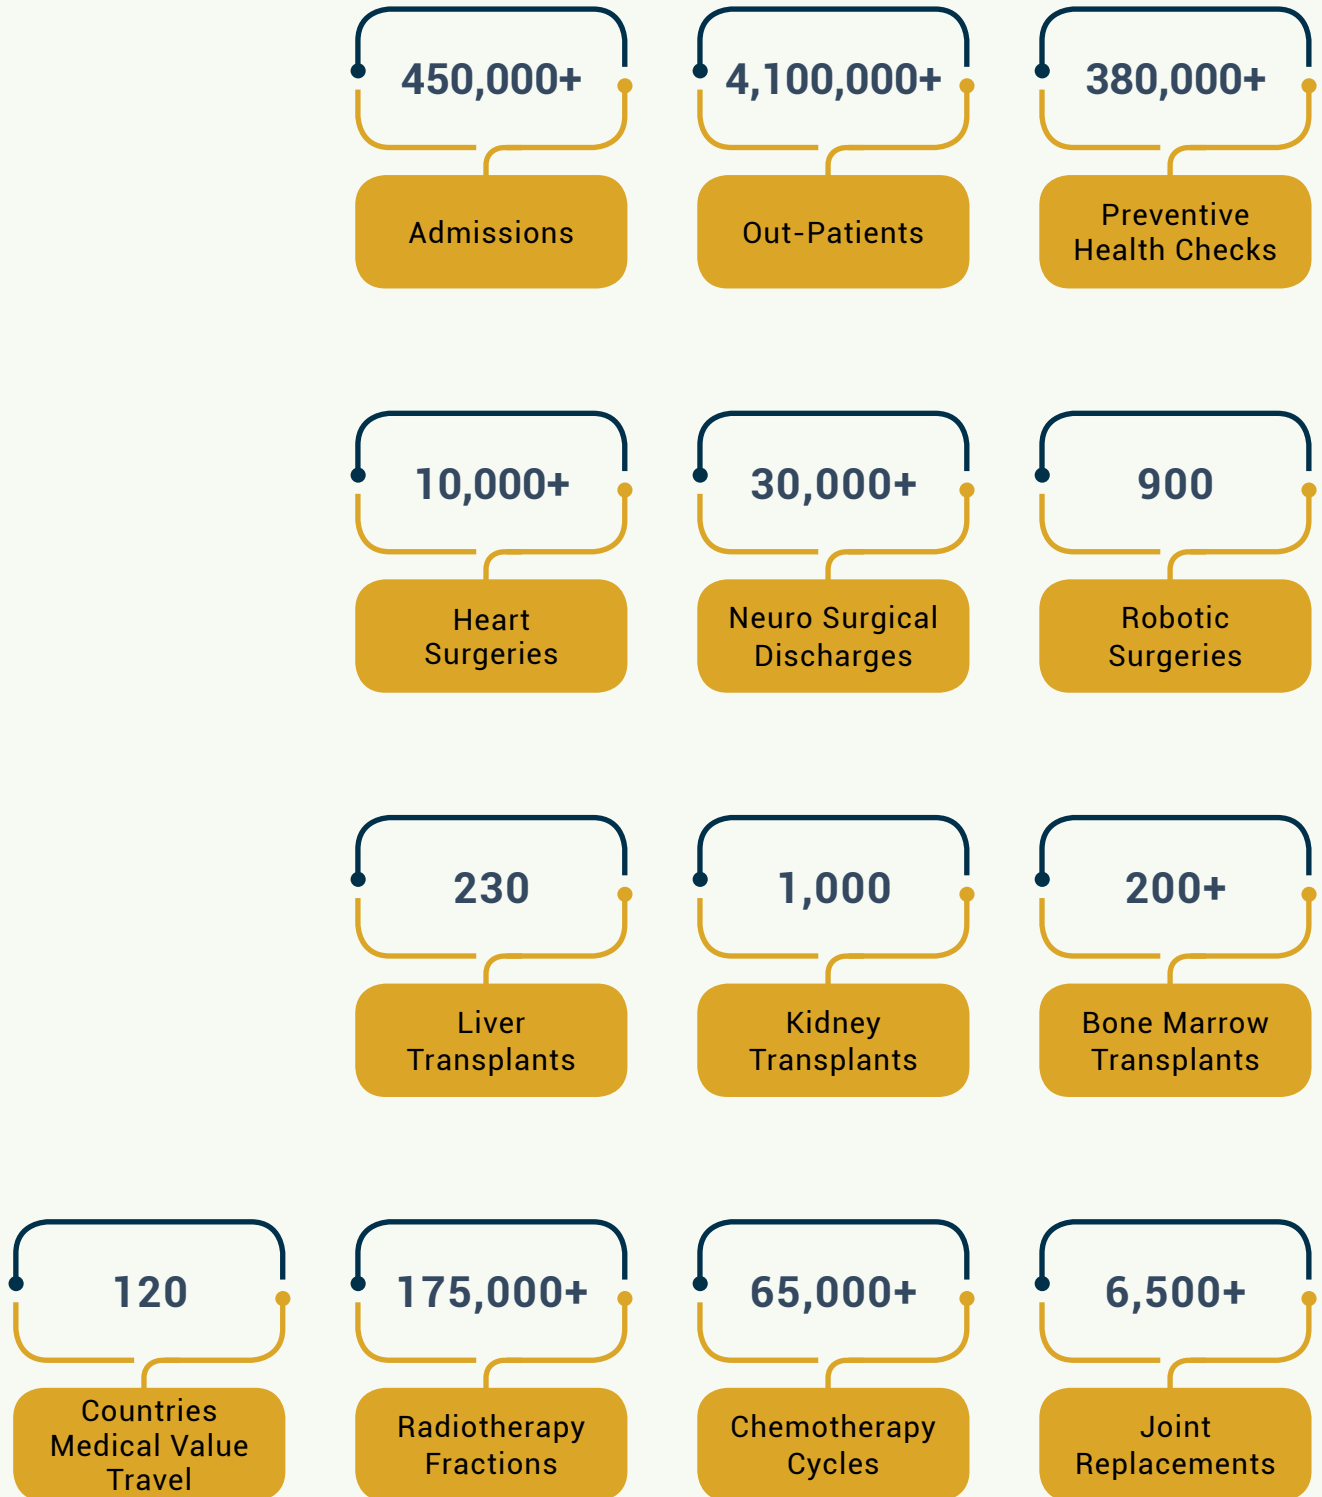 450,000+
Admissions
4,100,000+
Out-Patients
380,000+
Preventive
Health Checks
10,000+
Heart
Surgeries
30,000+
Neuro Surgical
Discharges
900
Robotic
Surgeries
230
Liver
Transplants
1,000
Kidney
Transplants
200+
Bone Marrow
Transplants
120
Countries
Medical Value
Travel
175,000+
Radiotherapy
Fractions
65,000+
Chemotherapy
Cycles
6,500+
Joint
Replacements